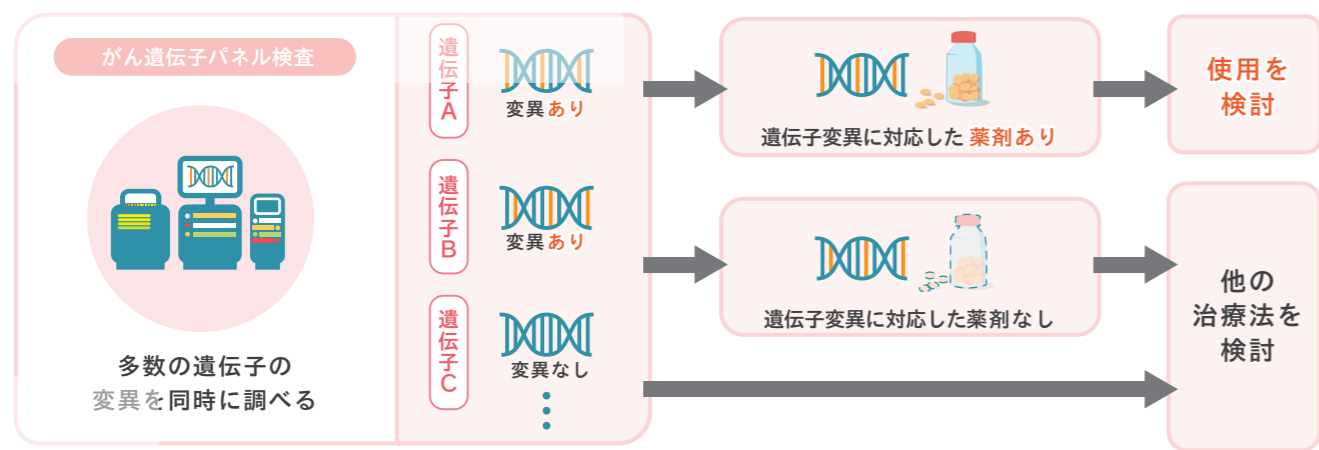 がん遺伝子パネル検査
多数の遺伝子の
変異を同時に調べる
遺伝子A
変異あり
遺伝子B
変異あり
遺伝子C
変異なし
遺伝子変異に対応した 薬剤あり
遺伝子変異に対応した薬剤なし
使用を
検討
他の
治療法を
検討